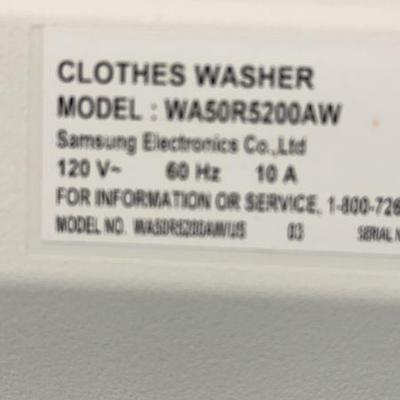 CLOTHES WASHER
MODEL : WA50R5200AW
Samsung Electronics Co.,Ltd
120 V~ 60 Hz 10 A
FOR INFORMATION OR SERVICE, 1-800-726
MODEL NO. WA50R5200AW/US 03 SERIAL N